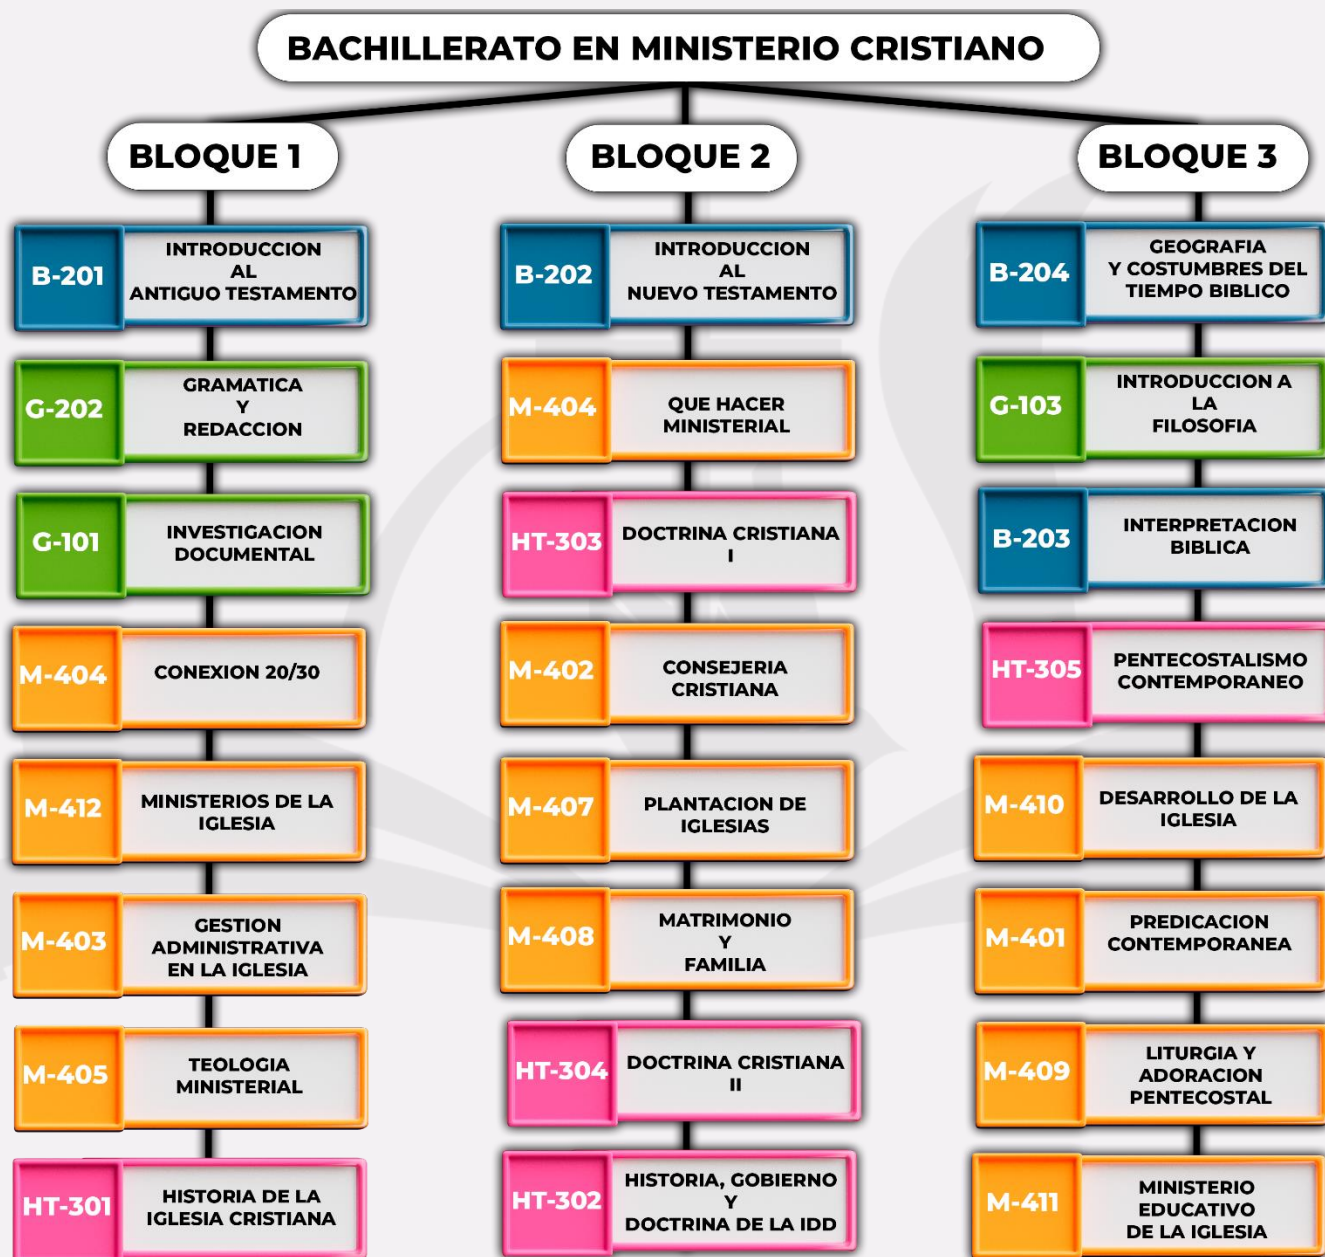 BACHILLERATO EN MINISTERIO CRISTIANO
BLOQUE 1
B-201
INTRODUCCION
AL
ANTIGUO TESTAMENTO
G-202
GRAMATICA
Y
REDACCION
G-101
INVESTIGACION
DOCUMENTAL
M-404
CONEXION 20/30
M-412
MINISTERIOS DE LA
IGLESIA
M-403
GESTION
ADMINISTRATIVA
EN LA IGLESIA
M-405
TEOLOGIA
MINISTERIAL
HT-301
HISTORIA DE LA
IGLESIA CRISTIANA
BLOQUE 2
B-202
INTRODUCCION
AL
NUEVO TESTAMENTO
M-404
QUE HACER
MINISTERIAL
HT-303
DOCTRINA CRISTIANA
I
M-402
CONSEJERIA
CRISTIANA
M-407
PLANTACION DE
IGLESIAS
M-408
MATRIMONIO
Y
FAMILIA
HT-304
DOCTRINA CRISTIANA
II
HT-302
HISTORIA, GOBIERNO
Y
DOCTRINA DE LA IDD
BLOQUE 3
B-204
GEOGRAFIA
Y COSTUMBRES DEL
TIEMPO BIBLICO
G-103
INTRODUCCION A
LA
FILOSOFIA
B-203
INTERPRETACION
BIBLICA
HT-305
PENTECOSTALISMO
CONTEMPORANEO
M-410
DESARROLLO DE LA
IGLESIA
M-401
PREDICACION
CONTEMPORANEA
M-409
LITURGIA Y
ADORACION
PENTECOSTAL
M-411
MINISTERIO
EDUCATIVO
DE LA IGLESIA